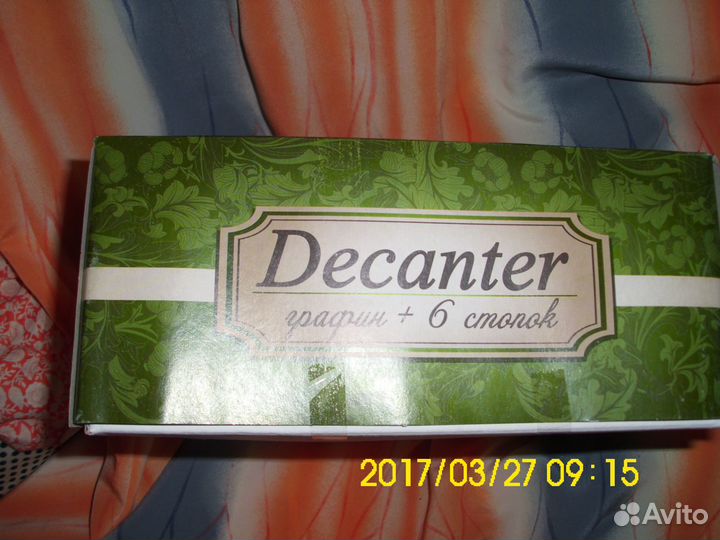 Decanter
графин + 6 стопок
2017/03/27 09:15
Avito